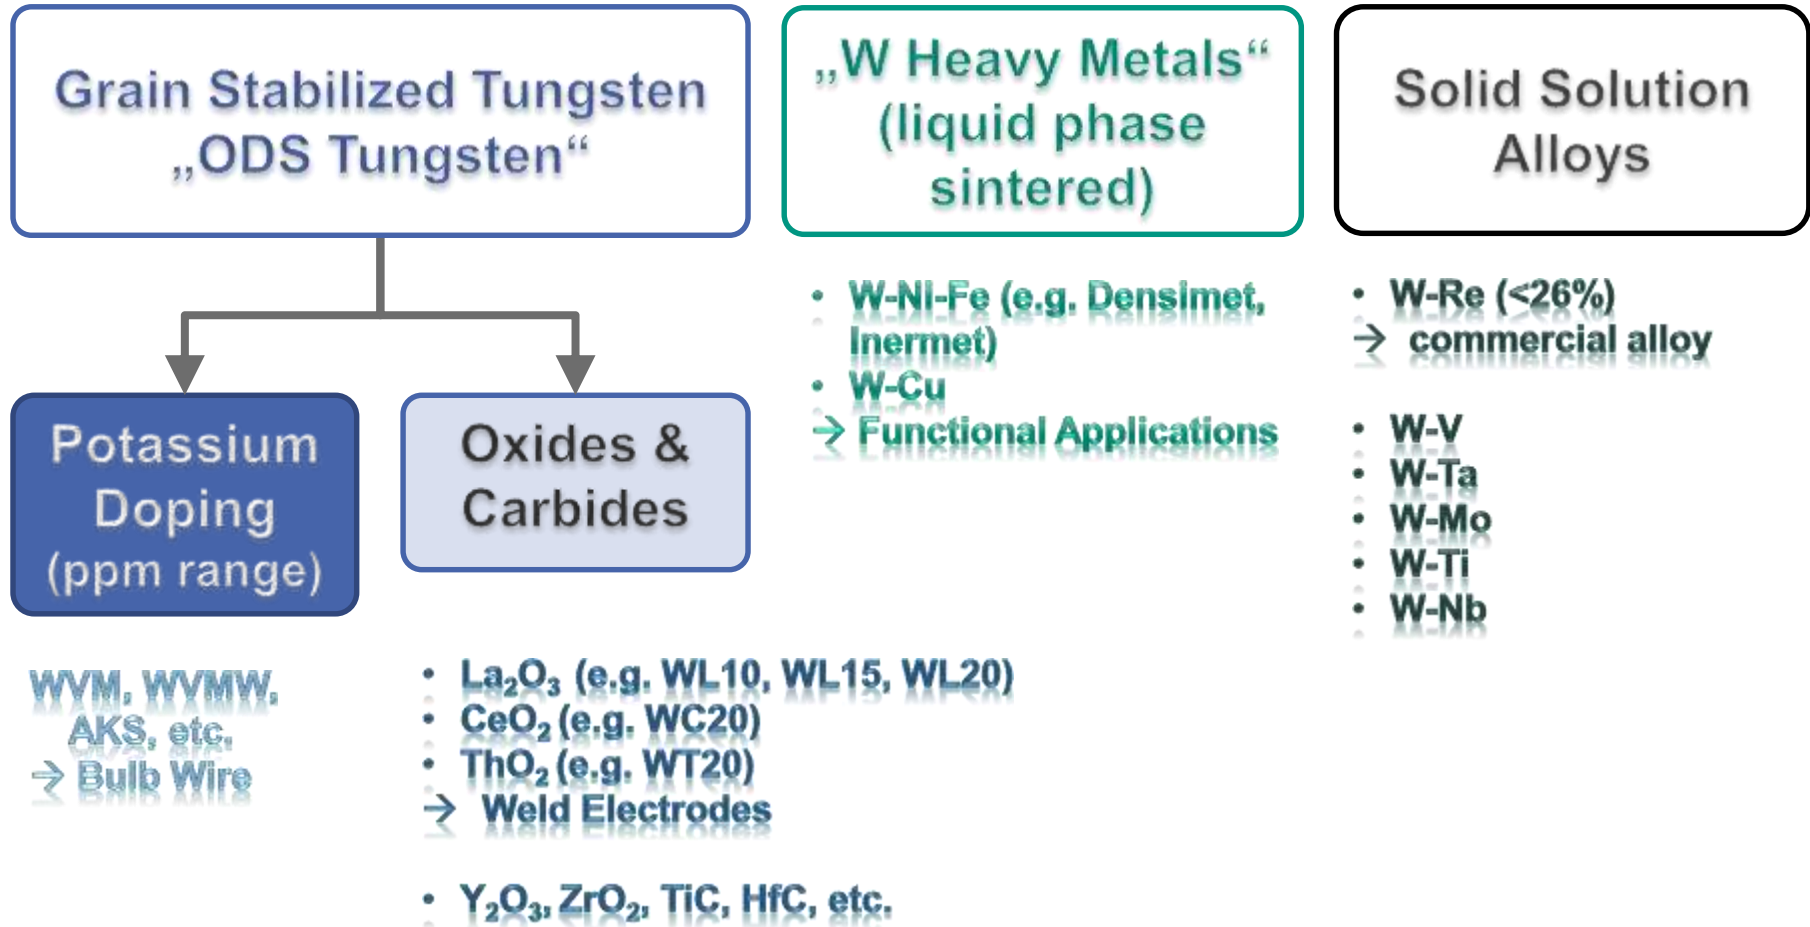 Grain Stabilized Tungsten
„ODS Tungsten“
Potassium
Doping
(ppm range)
WVM, WVMW,
AKS, etc.
→ Bulb Wire
Oxides &
Carbides
• La₂O₃ (e.g. WL10, WL15, WL20)
• CeO₂ (e.g. WC20)
• ThO₂ (e.g. WT20)
→ Weld Electrodes
• Y₂O₃, ZrO₂, TiC, HfC, etc.
„W Heavy Metals“
(liquid phase
sintered)
• W-Ni-Fe (e.g. Densimet,
Inermet)
• W-Cu
→ Functional Applications
Solid Solution
Alloys
• W-Re (<26%)
→ commercial alloy
• W-V
• W-Ta
• W-Mo
• W-Ti
• W-Nb